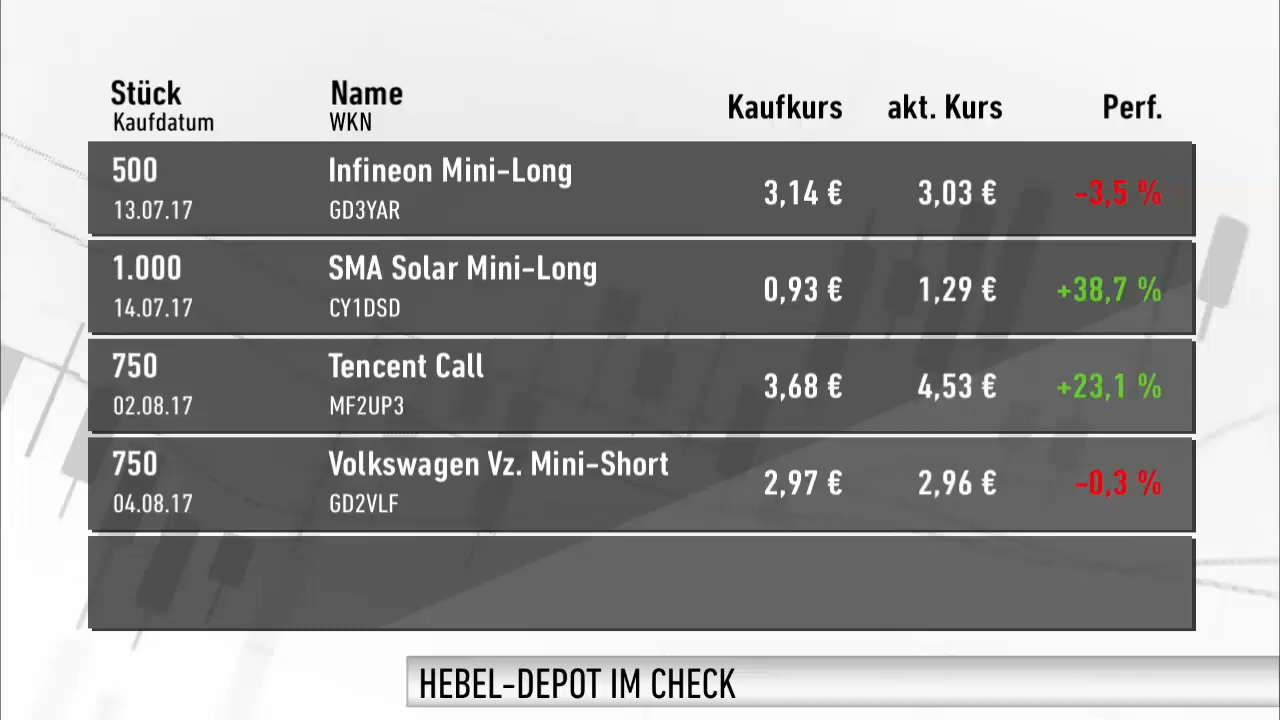 Stück Name Kaufkurs akt. Kurs Perf.
Kaufdatum WKN
500 Infineon Mini-Long 3,14 € 3,03 € -3,5 %
13.07.17 GD3YAR
1.000 SMA Solar Mini-Long 0,93 € 1,29 € +38,7 %
14.07.17 CY1DSD
750 Tencent Call 3,68 € 4,53 € +23,1 %
02.08.17 MF2UP3
750 Volkswagen Vz. Mini-Short 2,97 € 2,96 € -0,3 %
04.08.17 GD2VLF
HEBEL-DEPOT IM CHECK